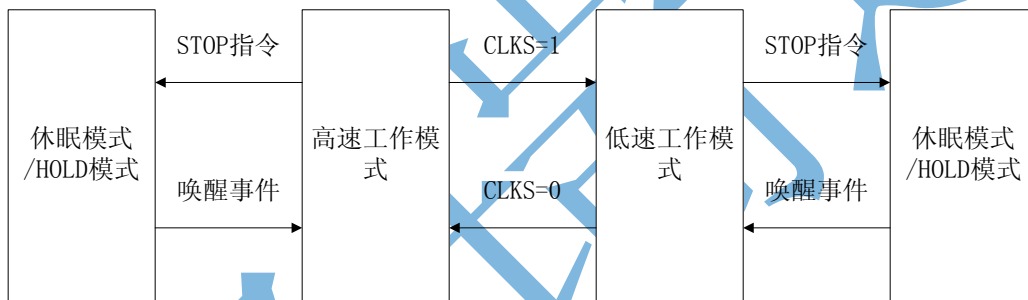 STOP指令
CLKS=1
STOP指令
休眠模式
/HOLD模式
高速工作模
式
低速工作模
式
休眠模式
/HOLD模式
唤醒事件
CLKS=0
唤醒事件